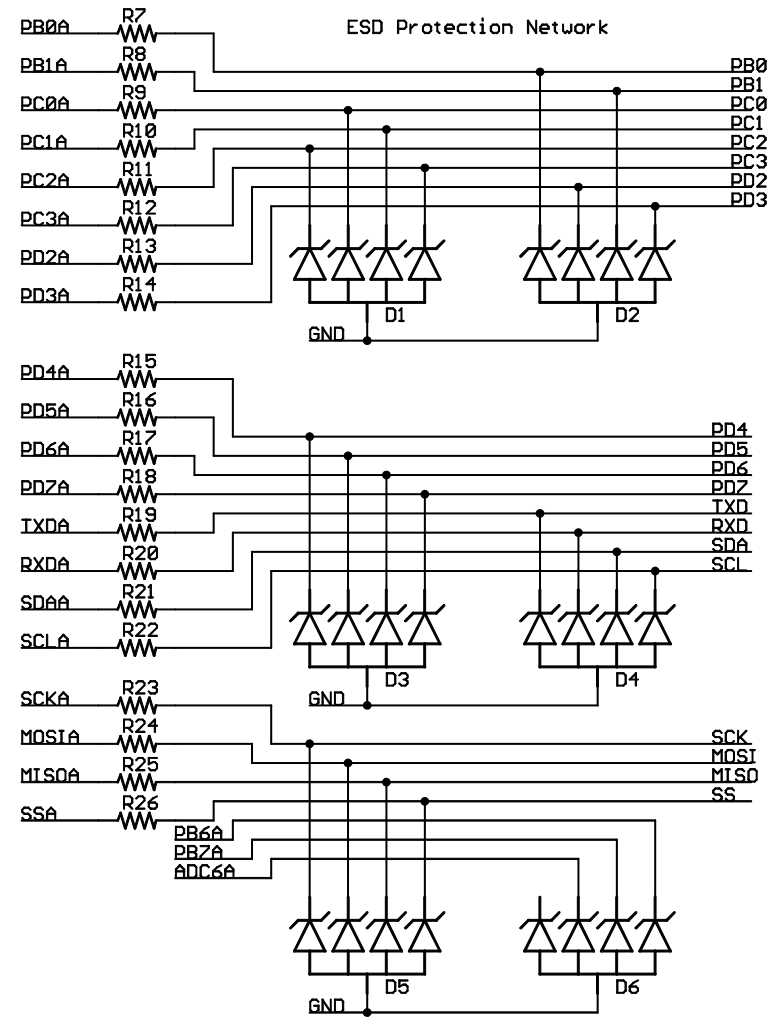 ESD Protection Network
PB0A R7
PB1A R8 PB0
PC0A R9 PB1
PC1A R10 PC0
PC2A R11 PC1
PC3A R12 PC2
PD2A R13 PC3
PD3A R14 PD2
PD3
D1 D2
GND
PD4A R15
PD5A R16 PD4
PD6A R17 PD5
PD7A R18 PD6
TXDA R19 PD7
RXDA R20 TXD
SDAA R21 RXD
SCLA R22 SDA
SCL
D3 D4
GND
SCKA R23
MOSIA R24 SCK
MISOA R25 MOSI
SSA R26 MISO
SS
PB6A
PB7A
ADC6A
D5 D6
GND